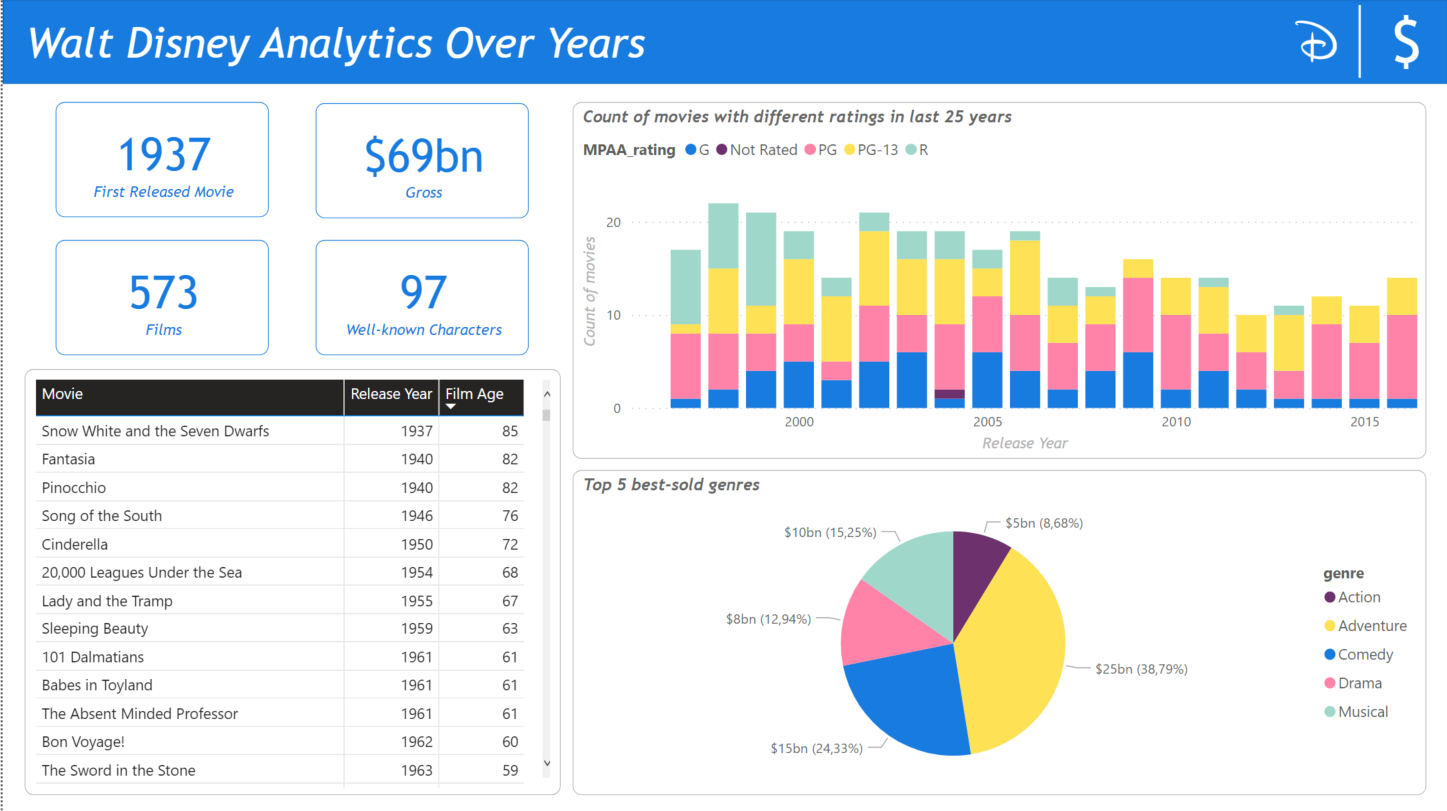 Walt Disney Analytics Over Years
D
$
1937
First Released Movie
$69bn
Gross
573
Films
97
Well-known Characters
Movie Release Year Film Age
Snow White and the Seven Dwarfs 1937 85
Fantasia 1940 82
Pinocchio 1940 82
Song of the South 1946 76
Cinderella 1950 72
20,000 Leagues Under the Sea 1954 68
Lady and the Tramp 1955 67
Sleeping Beauty 1959 63
101 Dalmatians 1961 61
Babes in Toyland 1961 61
The Absent Minded Professor 1961 61
Bon Voyage! 1962 60
The Sword in the Stone 1963 59
Count of movies with different ratings in last 25 years
MPAA_rating G Not Rated PG PG-13 R
Count of movies
20
10
0
2000 2005 2010 2015
Release Year
Top 5 best-sold genres
$5bn (8,68%)
$10bn (15,25%)
$8bn (12,94%)
$25bn (38,79%)
$15bn (24,33%)
genre
Action
Adventure
Comedy
Drama
Musical